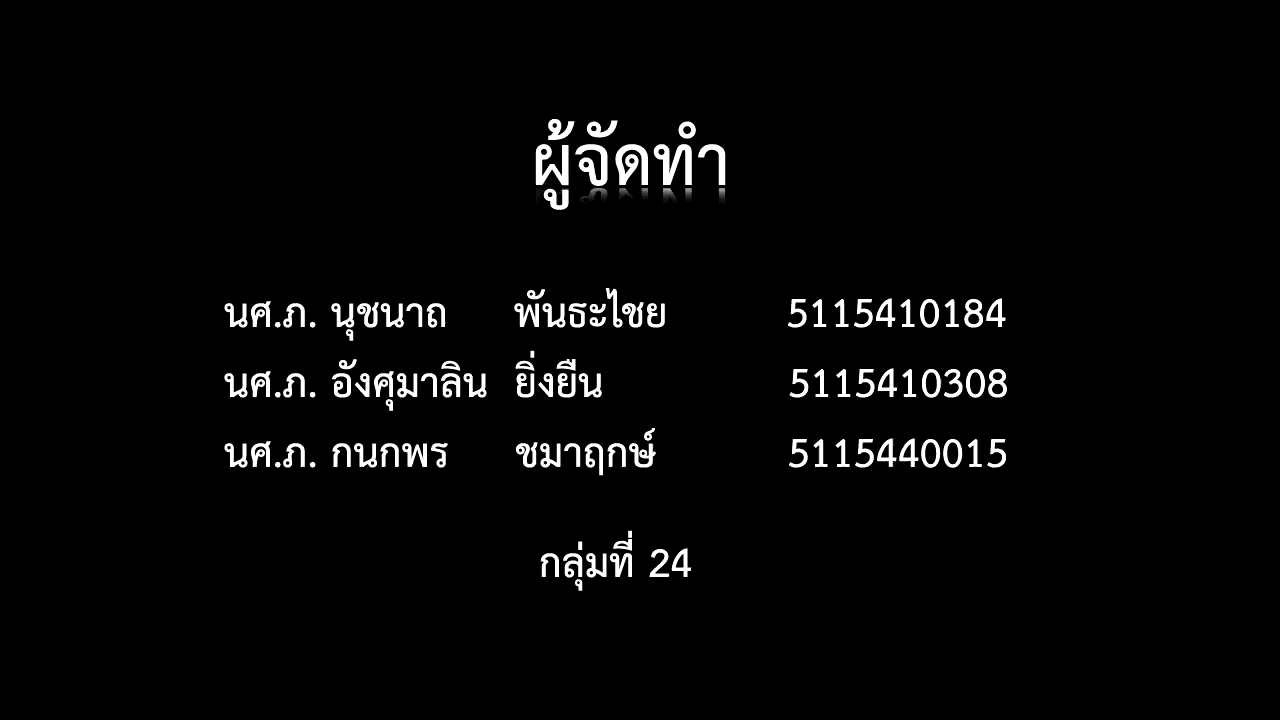 ผู้จัดทำ
นศ.ภ. นุชนาถ พันธะไชย 5115410184
นศ.ภ. อังศุมาลิน ยิ่งยืน 5115410308
นศ.ภ. กนกพร ชมาฤกษ์ 5115440015
กลุ่มที่ 24